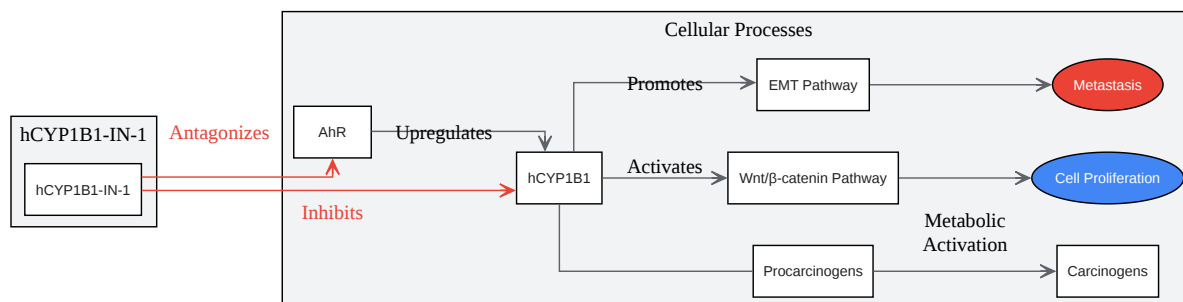 Cellular Processes
Promotes
EMT Pathway
Metastasis
hCYP1B1-IN-1
Antagonizes
AhR
Upregulates
hCYP1B1-IN-1
hCYP1B1
Activates
Wnt/β-catenin Pathway
Cell Proliferation
Inhibits
Metabolic
Activation
Procarcinogens
Carcinogens